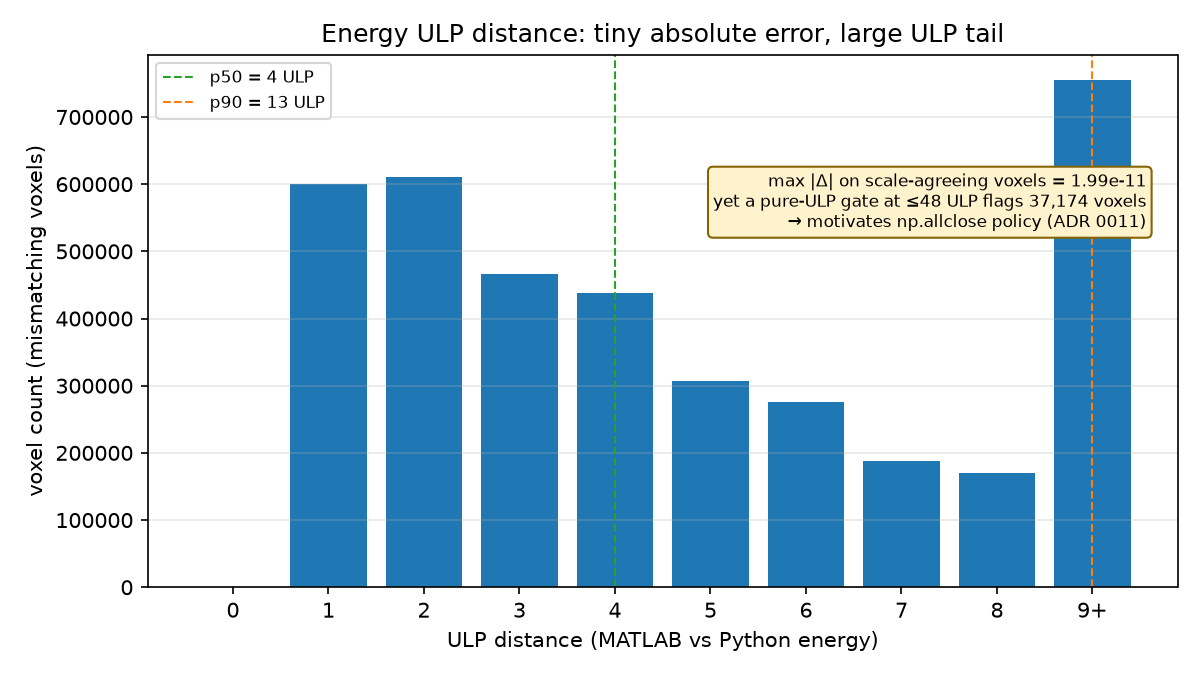 Energy ULP distance: tiny absolute error, large ULP tail
p50 = 4 ULP
p90 = 13 ULP
max |Δ| on scale-agreeing voxels = 1.99e-11
yet a pure-ULP gate at ≤48 ULP flags 37,174 voxels
→ motivates np.allclose policy (ADR 0011)
voxel count (mismatching voxels)
700000
600000
500000
400000
300000
200000
100000
0
0 1 2 3 4 5 6 7 8 9+
ULP distance (MATLAB vs Python energy)